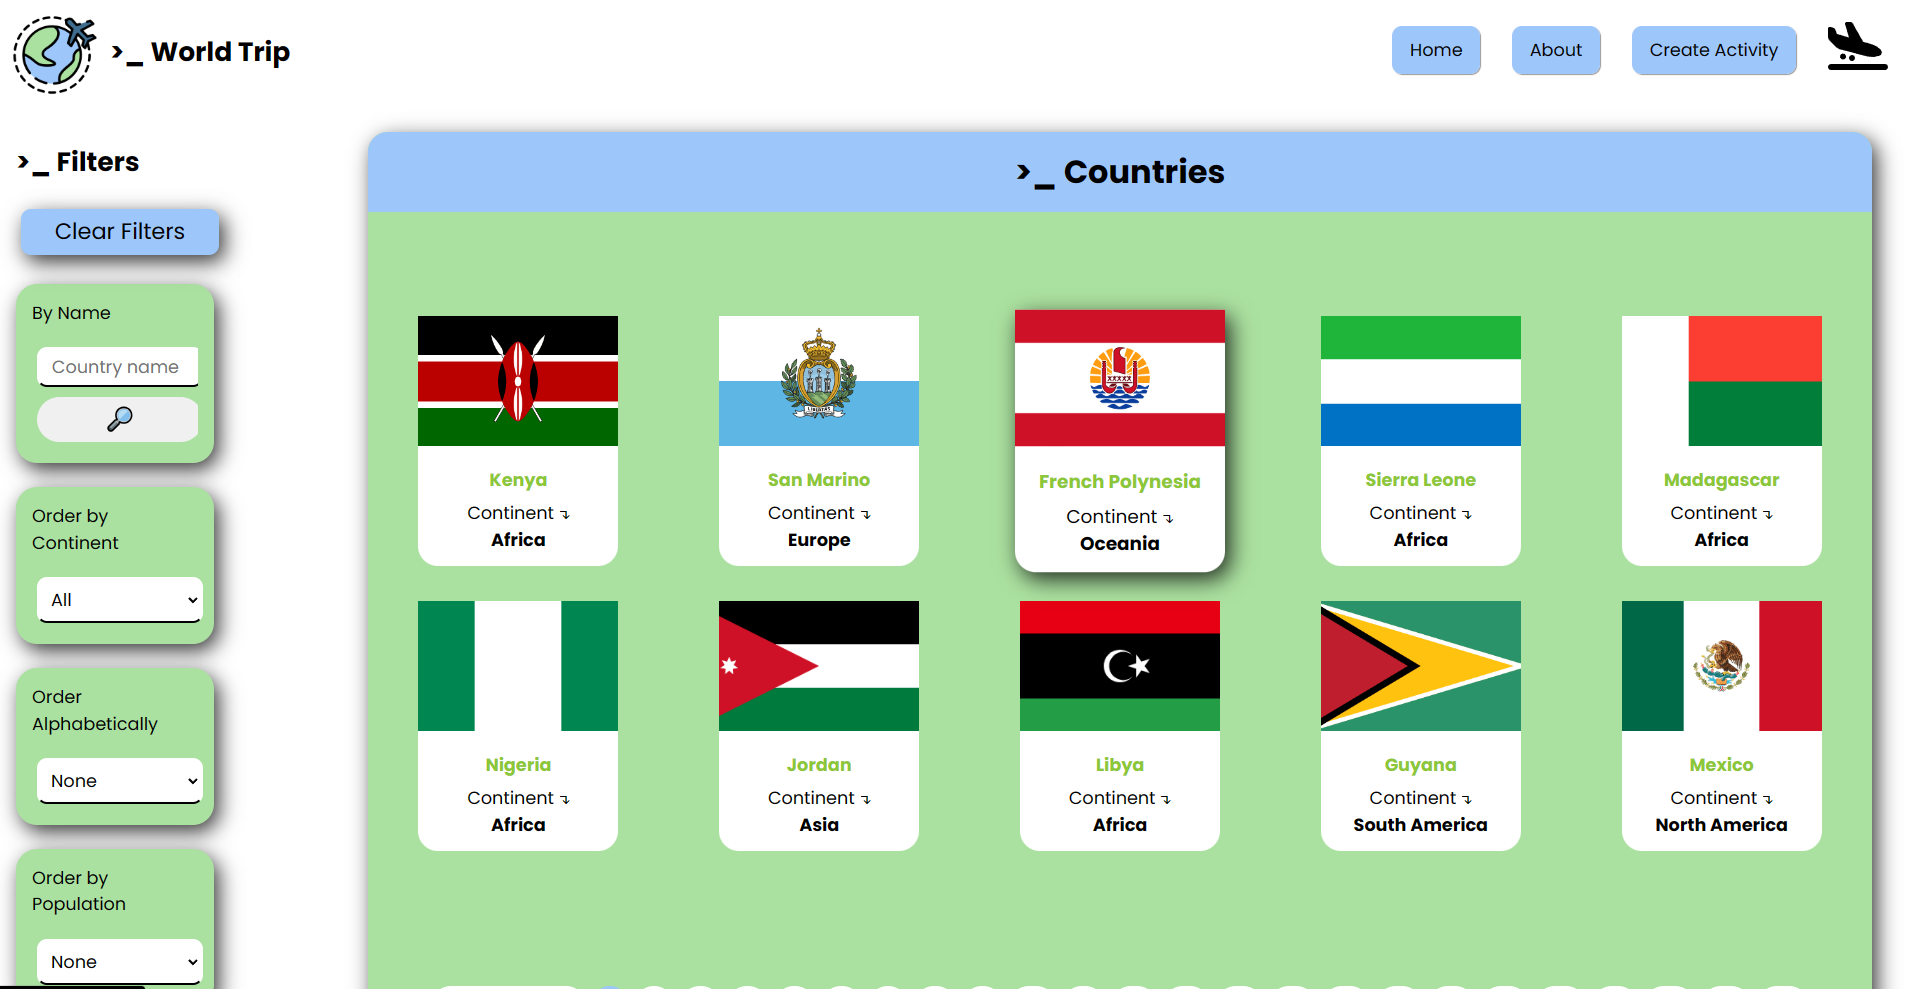 >_ World Trip
Home
About
Create Activity
>_ Filters
Clear Filters
By Name
Country name
Order by
Continent
All
Order
Alphabetically
None
Order by
Population
None
>_ Countries
Kenya
Continent ↴
Africa
San Marino
Continent ↴
Europe
French Polynesia
Continent ↴
Oceania
Sierra Leone
Continent ↴
Africa
Madagascar
Continent ↴
Africa
Nigeria
Continent ↴
Africa
Jordan
Continent ↴
Asia
Libya
Continent ↴
Africa
Guyana
Continent ↴
South America
Mexico
Continent ↴
North America